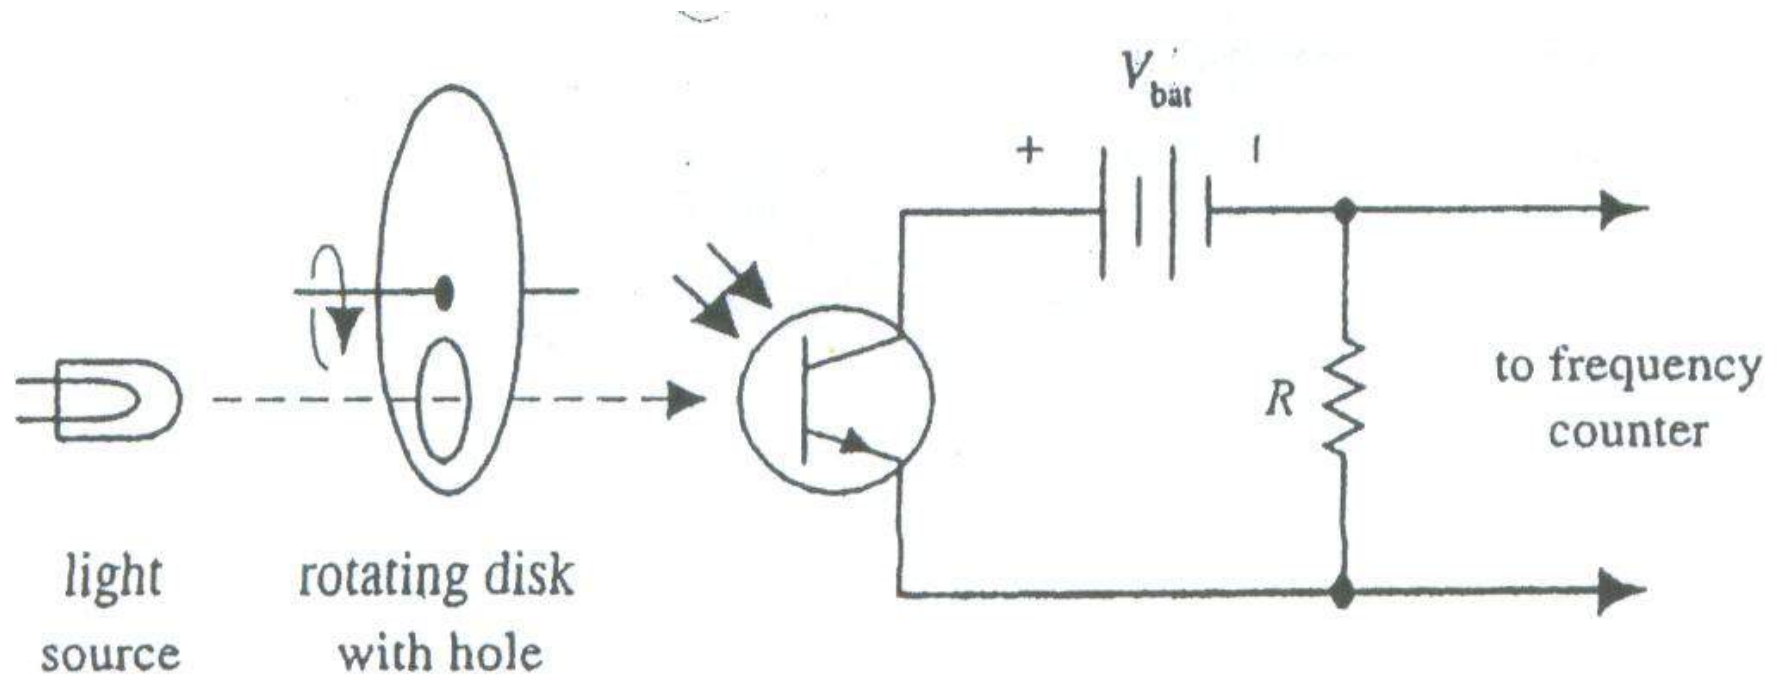 V_bat
+
R
to frequency
counter
light
source
rotating disk
with hole